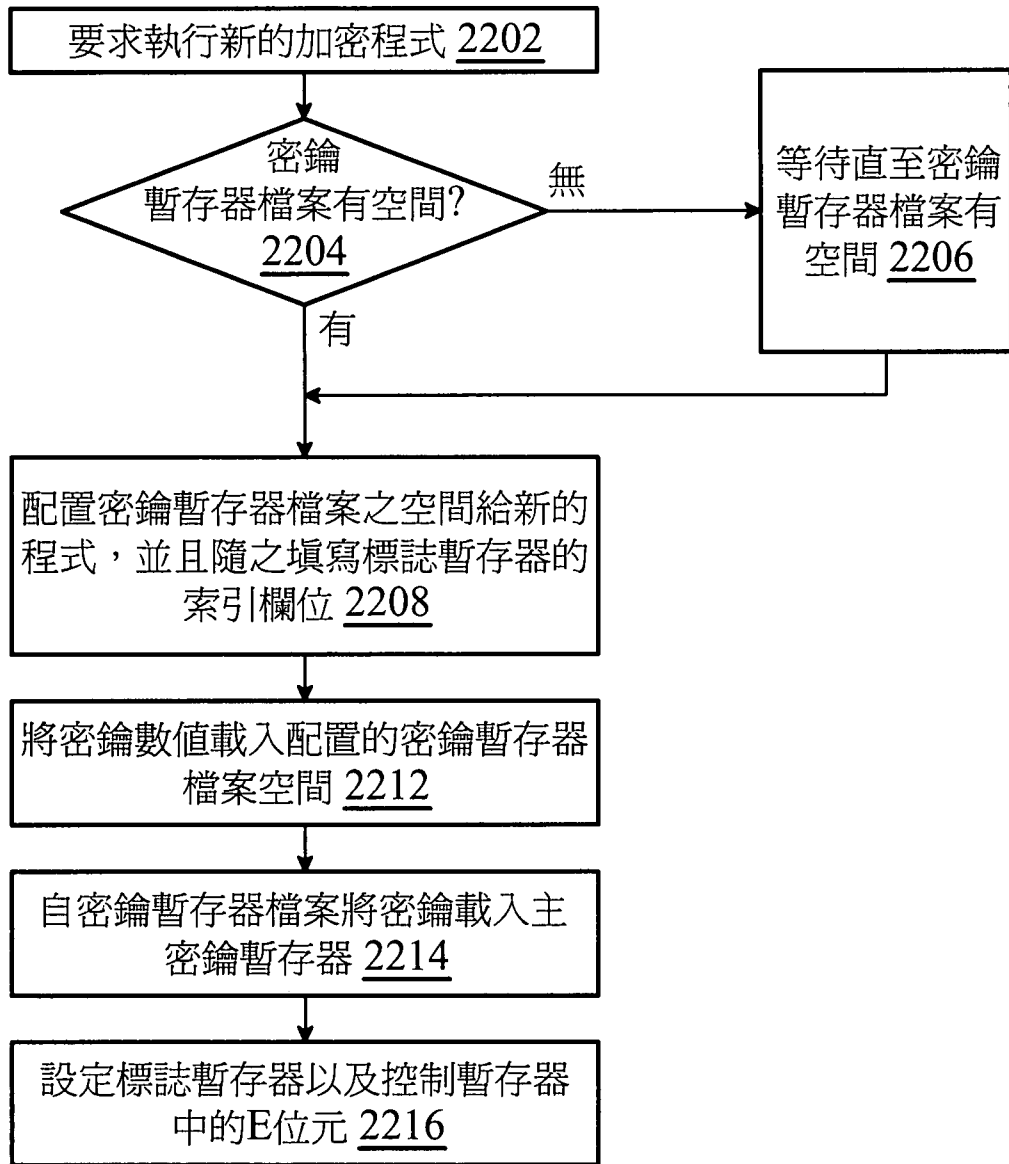 要求執行新的加密程式 2202
密鑰
暫存器檔案有空間?
2204
無
等待直至密鑰
暫存器檔案有
空間 2206
有
配置密鑰暫存器檔案之空間給新的
程式，並且隨之填寫標誌暫存器的
索引欄位 2208
將密鑰數值載入配置的密鑰暫存器
檔案空間 2212
自密鑰暫存器檔案將密鑰載入主
密鑰暫存器 2214
設定標誌暫存器以及控制暫存器
中的E位元 2216